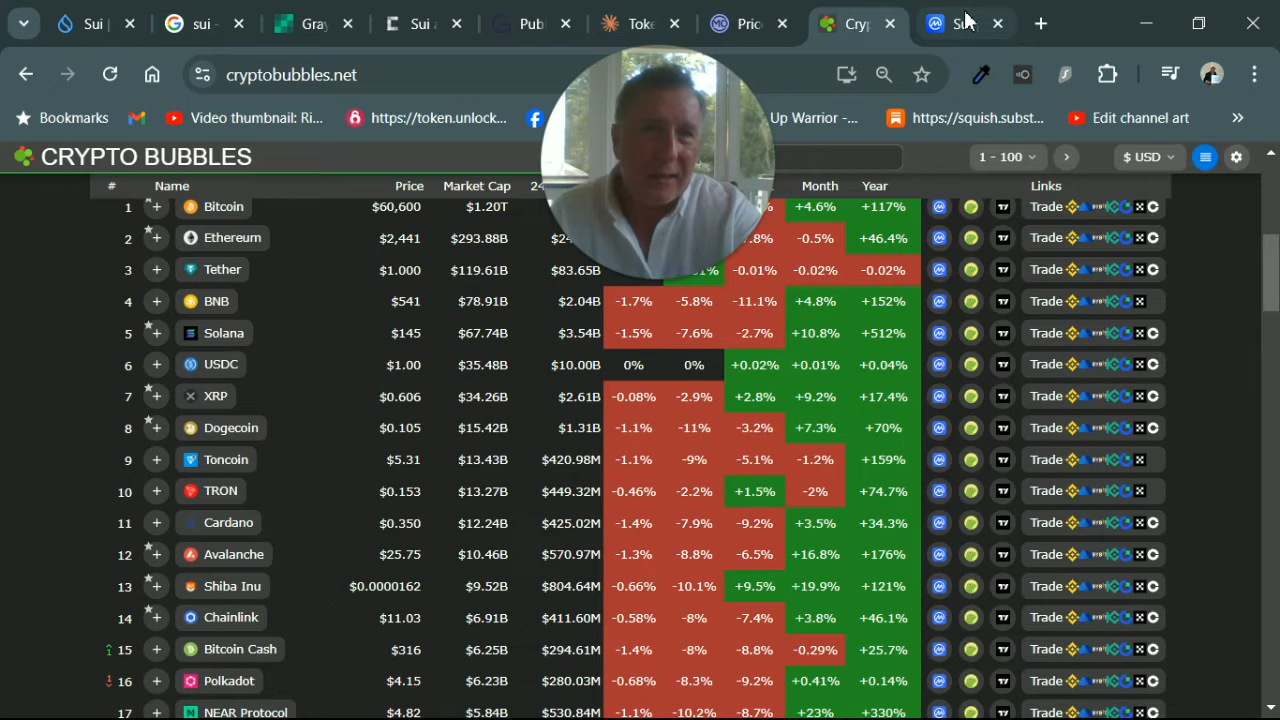 Sui |
sui -
Gray
Sui a
Publ
Toke
Price
Cryp
Su
cryptobubbles.net
Bookmarks
Video thumbnail: Ri...
https://token.unlock...
Up Warrior -...
https://squish.subst...
Edit channel art
CRYPTO BUBBLES
1 - 100
$ USD
# Name Price Market Cap 24 Month Year Links
1 Bitcoin $60,600 $1.20T +4.6% +117% Trade
2 Ethereum $2,441 $293.88B -0.5% +46.4% Trade
3 Tether $1.000 $119.61B $83.65B -0.01% -0.02% -0.02% Trade
4 BNB $541 $78.91B $2.04B -1.7% -5.8% -11.1% +4.8% +152% Trade
5 Solana $145 $67.74B $3.54B -1.5% -7.6% -2.7% +10.8% +512% Trade
6 USDC $1.00 $35.48B $10.00B 0% 0% +0.02% +0.01% +0.04% Trade
7 XRP $0.606 $34.26B $2.61B -0.08% -2.9% +2.8% +9.2% +17.4% Trade
8 Dogecoin $0.105 $15.42B $1.31B -1.1% -11% -3.2% +7.3% +70% Trade
9 Toncoin $5.31 $13.43B $420.98M -1.1% -9% -5.1% -1.2% +159% Trade
10 TRON $0.153 $13.27B $449.32M -0.46% -2.2% +1.5% -2% +74.7% Trade
11 Cardano $0.350 $12.24B $425.02M -1.4% -7.9% -9.2% +3.5% +34.3% Trade
12 Avalanche $25.75 $10.46B $570.97M -1.3% -8.8% -6.5% +16.8% +176% Trade
13 Shiba Inu $0.0000162 $9.52B $804.64M -0.66% -10.1% +9.5% +19.9% +121% Trade
14 Chainlink $11.03 $6.91B $411.60M -0.58% -8% -7.4% +3.8% +46.1% Trade
15 Bitcoin Cash $316 $6.25B $294.61M -1.4% -8% -8.8% -0.29% +25.7% Trade
16 Polkadot $4.15 $6.23B $280.03M -0.68% -8.3% -9.2% +0.41% +0.14% Trade
17 NEAR Protocol $4.82 $5.84B $530.84M -1.1% -10.2% -8.7% +23% +330% Trade